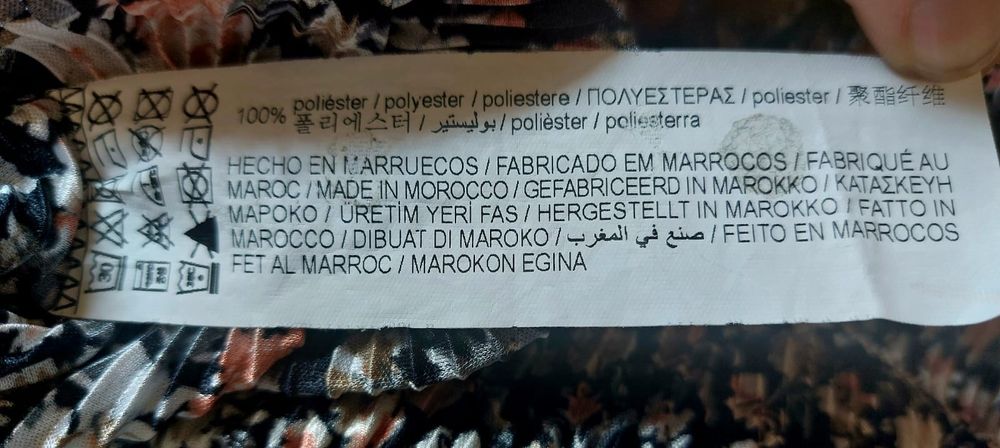 100% poliéster / polyester / poliestere / ΠΟΛΥΕΣΤΕΡΑΣ / poliester / 聚酯纤维
폴리에스터 / بوليستير / polièster / poliesterra
HECHO EN MARRUECOS / FABRICADO EM MARROCOS / FABRIQUÉ AU
MAROC / MADE IN MOROCCO / GEFABRICEERD IN MAROKKO / ΚΑΤΑΣΚΕΥΗ
ΜΑΡΟΚΟ / ÜRETİM YERİ FAS / HERGESTELLT IN MAROKKO / FATTO IN
MAROCCO / DIBUAT DI MAROKO / صنع في المغرب / FEITO EN MARROCOS
FET AL MARROC / MAROKON EGINA
30